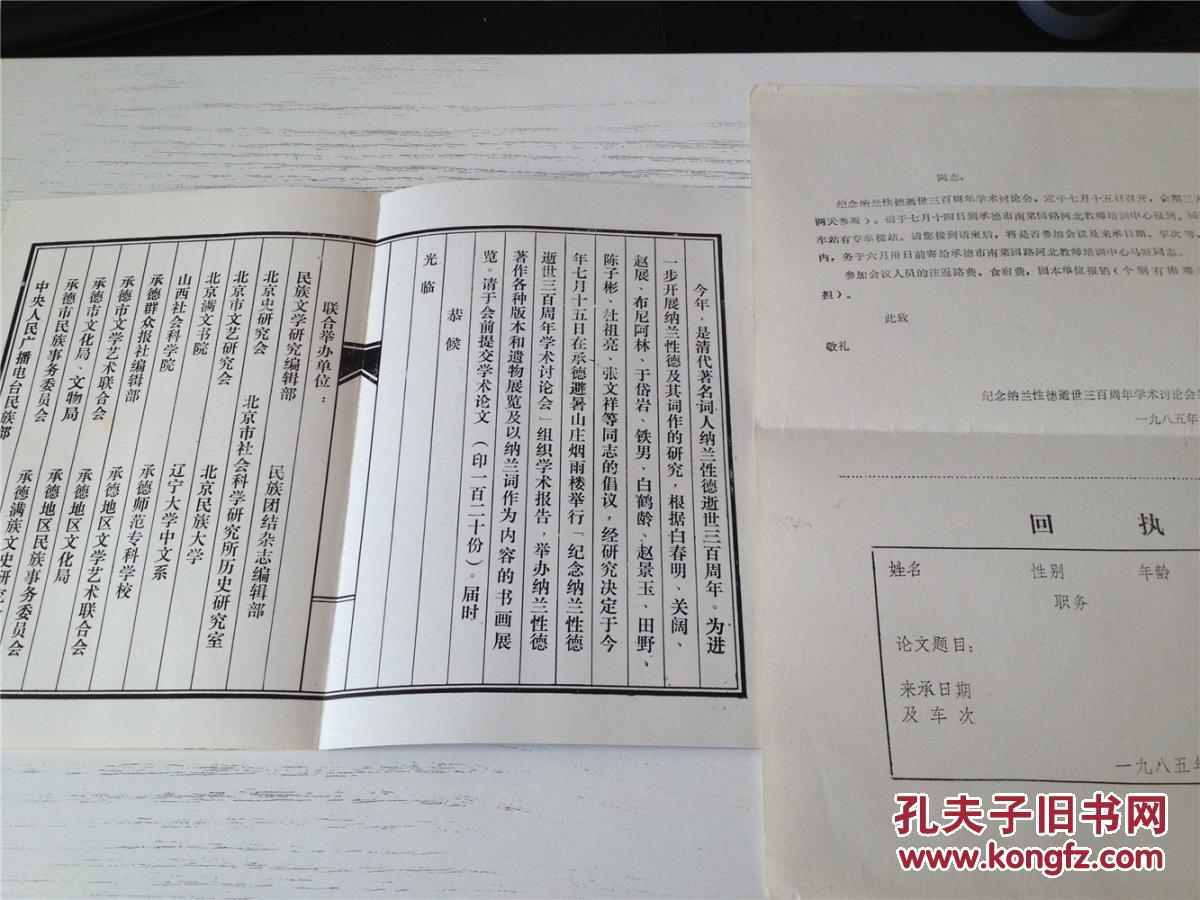 今年，是清代著名词人纳兰性德逝世三百周年。为进
一步开展纳兰性德及其词作的研究，根据白春明、关阔、
赵展、布尼阿林、于岱岩、铁男、白鹤龄、赵景玉、田野、
陈子彬、杜祖亮、张文祥等同志的倡议，经研究决定于今
年七月十五日在承德避暑山庄烟雨楼举行「纪念纳兰性德
逝世三百周年学术讨论会」组织学术报告，举办纳兰性德
著作各种版本和遗物展览及以纳兰词作为内容的书画展
览。请于会前提交学术论文（印一百二十份）。届时
恭候
光临
联合举办单位：
民族文学研究编辑部 民族团结杂志编辑部
北京史研究会 北京市社会科学研究所历史研究室
北京市文艺研究会 北京民族大学
北京满文书院 辽宁大学中文系
山西社会科学院 承德师范专科学校
承德群众报社编辑部 承德地区文学艺术联合会
承德市文学艺术联合会 承德地区文化局
承德市文化局、文物局 承德地区民族事务委员会
承德市民族事务委员会 承德满族文史研究
中央人民广播电台民族部
同志：
纪念纳兰性德逝世三百周年学术讨论会，定于七月十五日召开，会期三天
两天参观）。请于七月十四日到承德市南菜园路河北教师培训中心报到。届
车站有专车接站。请您接到请柬后，将是否参加会议及来承日期、车次等，
内，务于六月卅日前寄给承德市南菜园路河北教师培训中心马旺同志。
参加会议人员的往返路费、食宿费，回本单位报销（个别有困难
担）。
此致
敬礼
纪念纳兰性德逝世三百周年学术讨论会
一九八五年
回 执
姓名 性别 年龄
职务
论文题目：
来承日期
及车次
一九八五年
孔夫子旧书网
www.kongfz.com